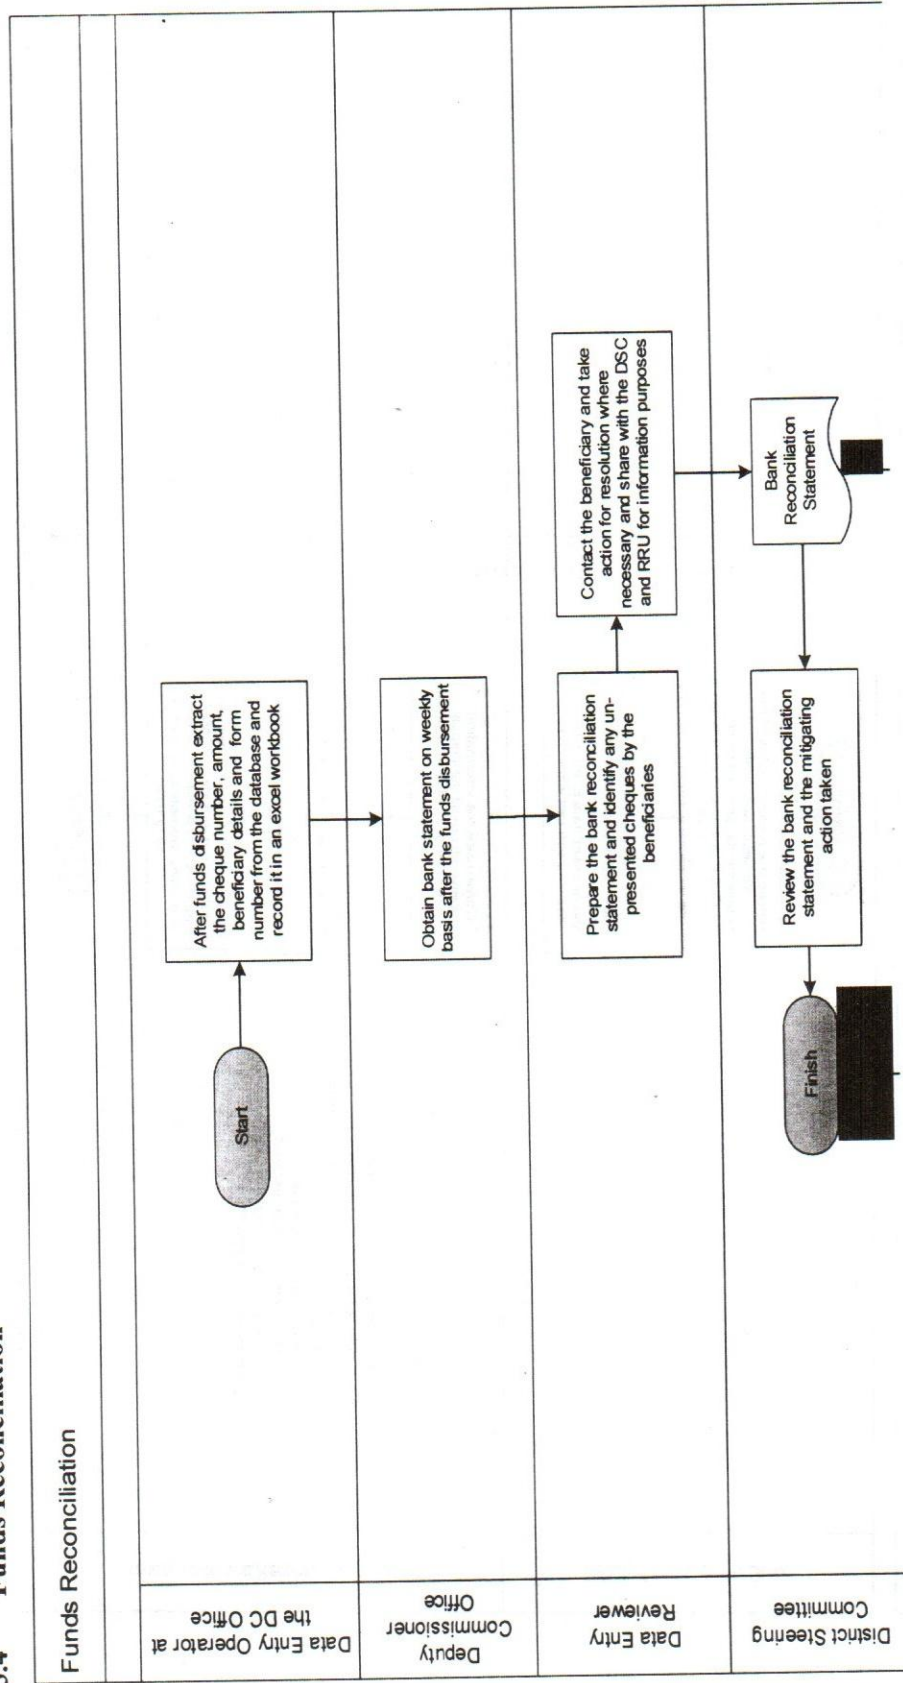 Funds Reconciliation
Funds Reconciliation
Data Entry Operator at
the DC Office
Start
After funds disbursement extract
the cheque number, amount,
beneficiary details and form
number from the database and
record it in an excel workbook
Deputy
Commissioner
Office
Obtain bank statement on weekly
basis after the funds disbursement
Data Entry
Reviewer
Prepare the bank reconciliation
statement and identify any un-
presented cheques by the
beneficiaries
Contact the beneficiary and take
action for resolution where
necessary and share with the DSC
and RRU for information purposes
District Steering
Committee
Bank
Reconciliation
Statement
Review the bank reconciliation
statement and the mitigating
action taken
Finish